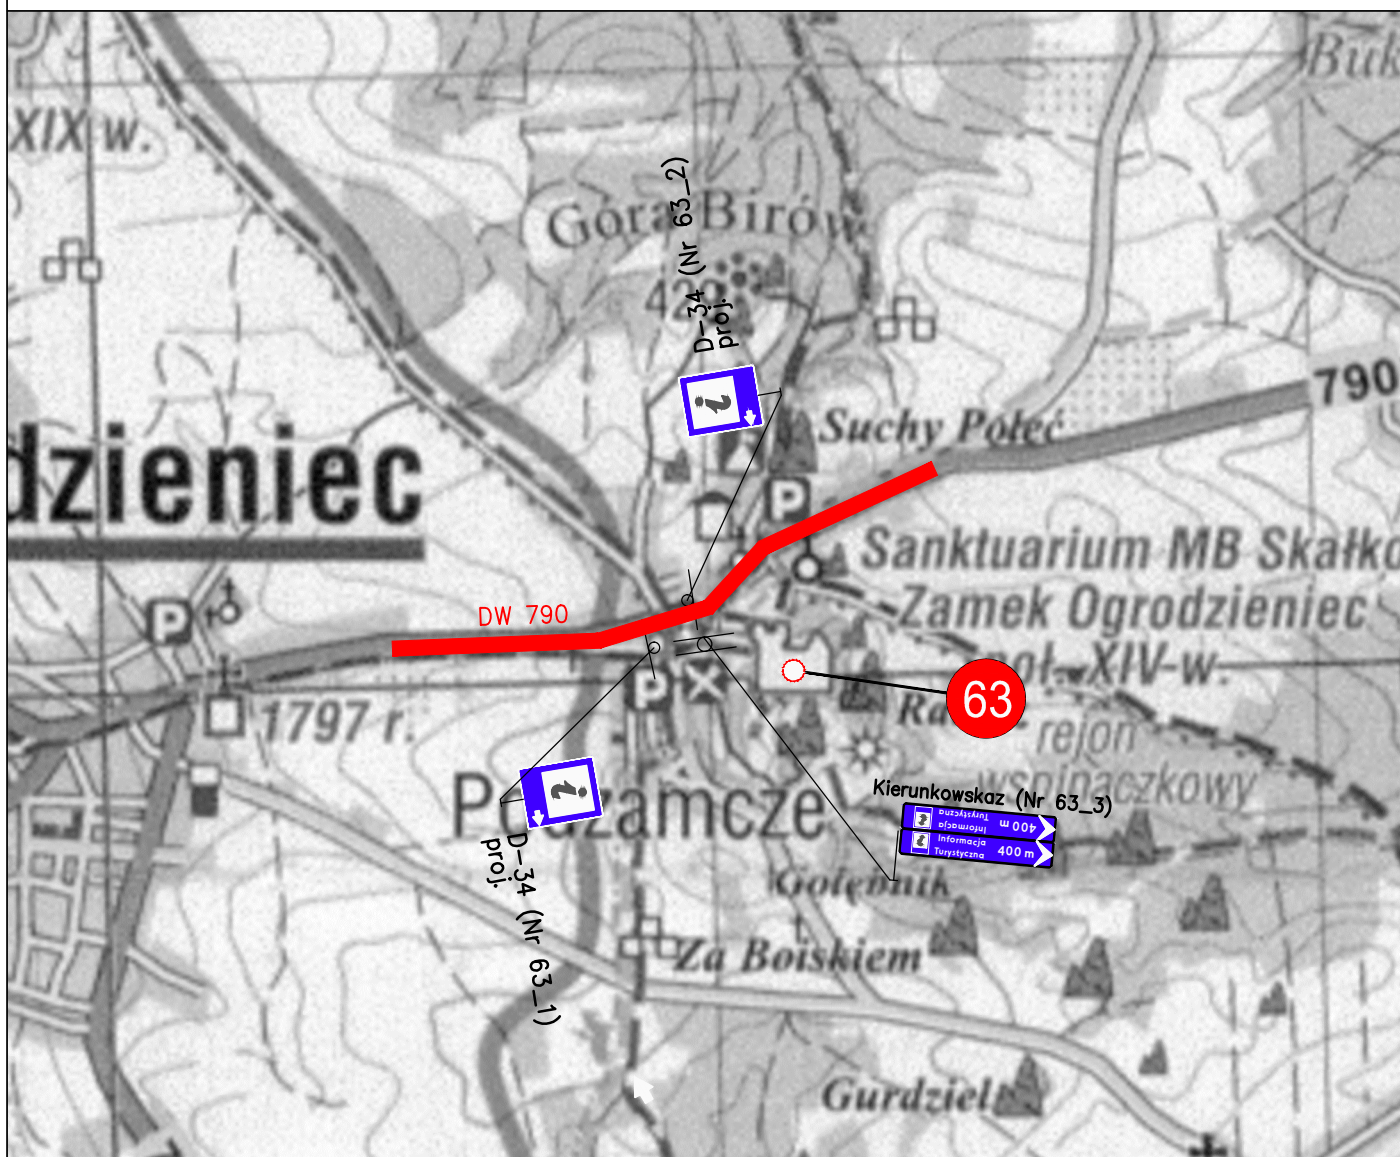 Buk
XIX w.
D-34 (Nr 63_2)
proj.
Góra Birów
790
Suchy Połeć
dzieniec
P
Sanktuarium MB Skałko
Zamek Ogrodzieniec
DW 790
P
poł. XIV-w
63
P
1797 r.
rejon
wspinaczkowy
Podzamcze
Kierunkowskaz (Nr 63_3)
Informacja
Turystyczna
400 m
Informacja
Turystyczna
400 m
D-34 (Nr 63_1)
proj.
Gołębnik
Za Boiskiem
Gurdziel